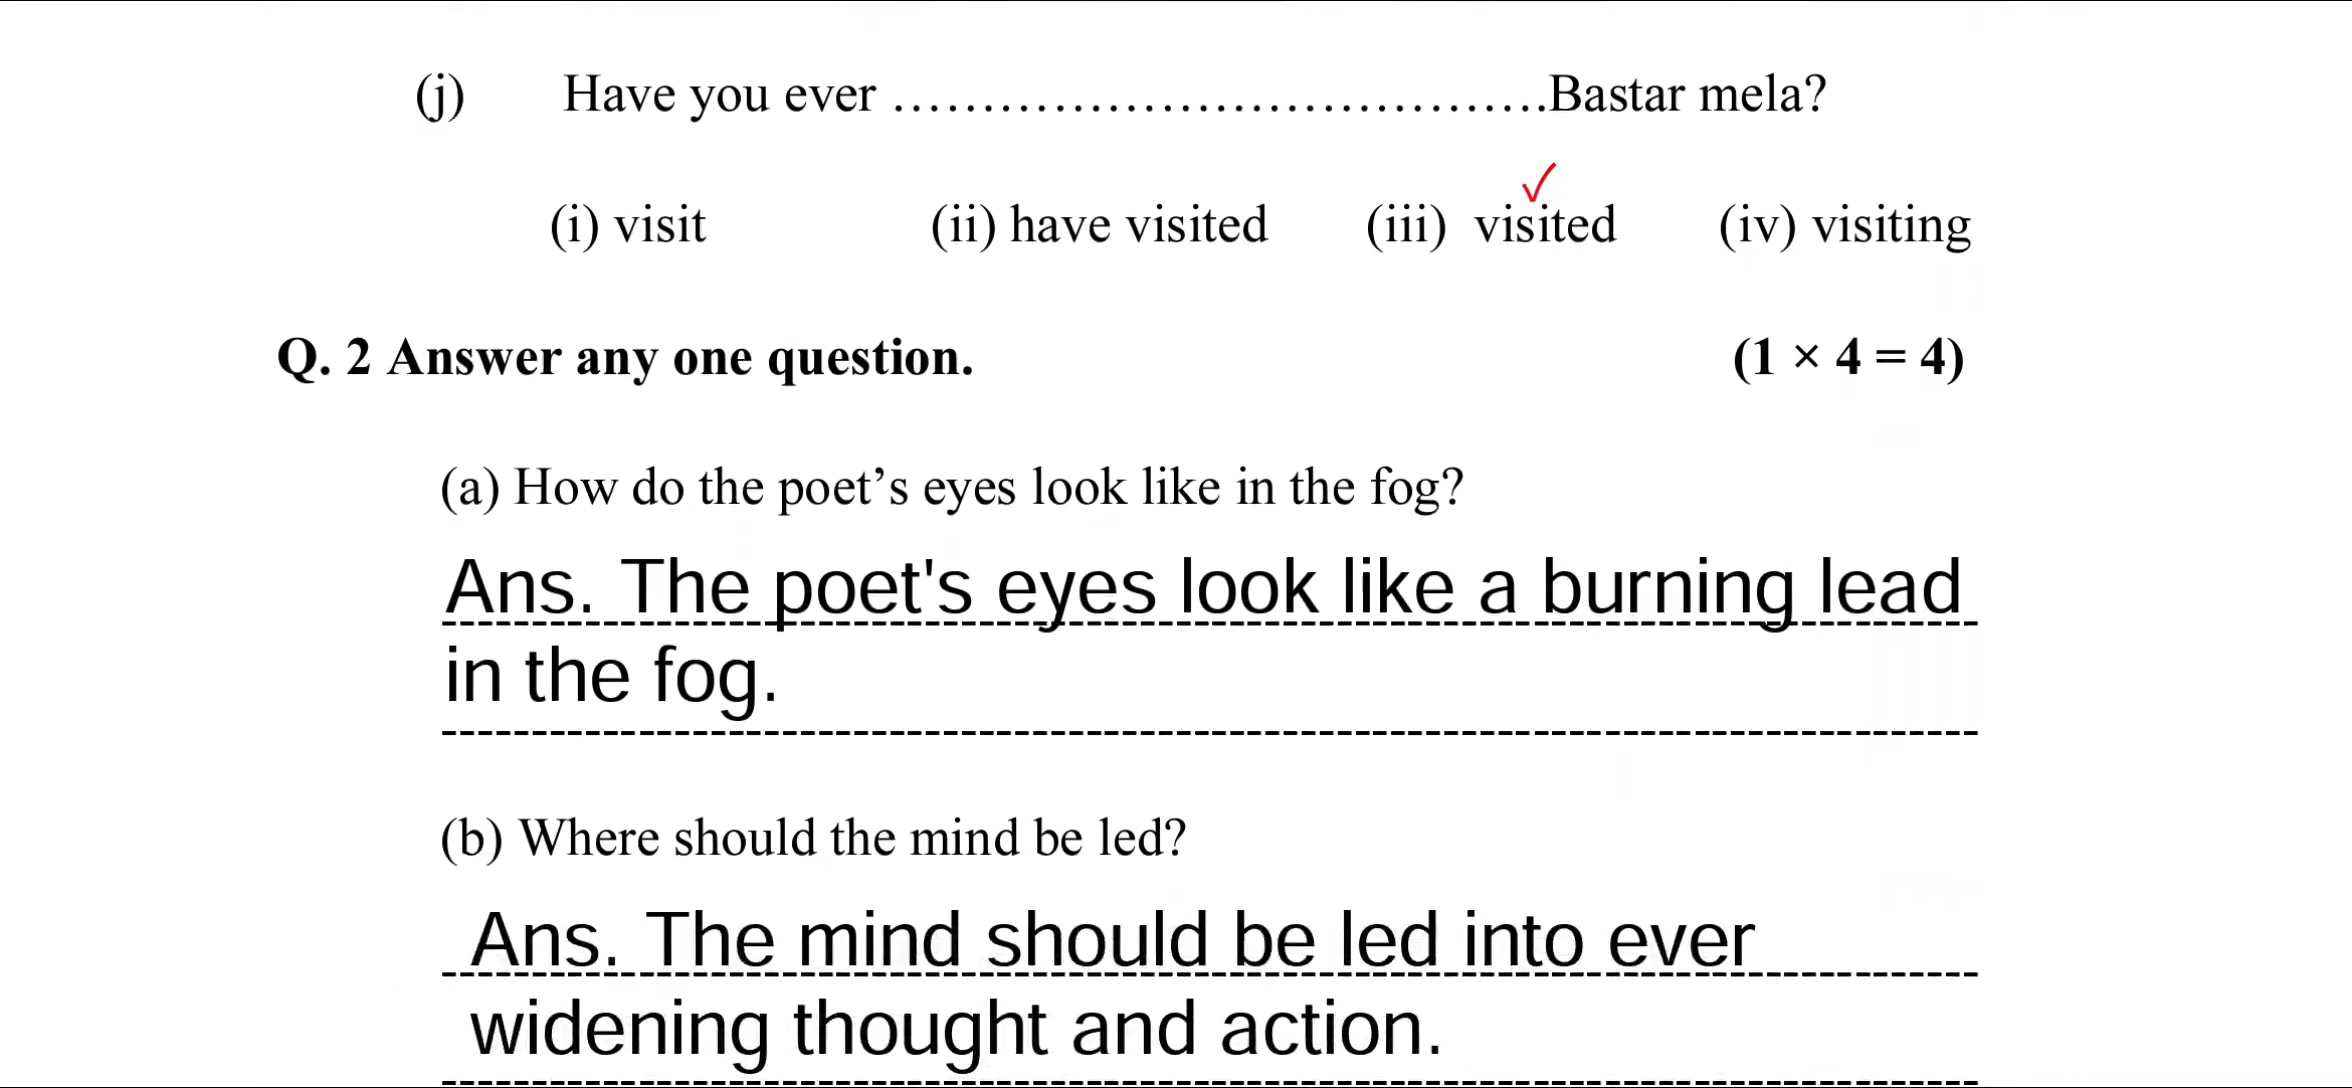 (j) Have you ever ........................................Bastar mela?
(i) visit (ii) have visited (iii) visited (iv) visiting
Q. 2 Answer any one question. (1 × 4 = 4)
(a) How do the poet’s eyes look like in the fog?
Ans. The poet's eyes look like a burning lead
in the fog.
(b) Where should the mind be led?
Ans. The mind should be led into ever
widening thought and action.